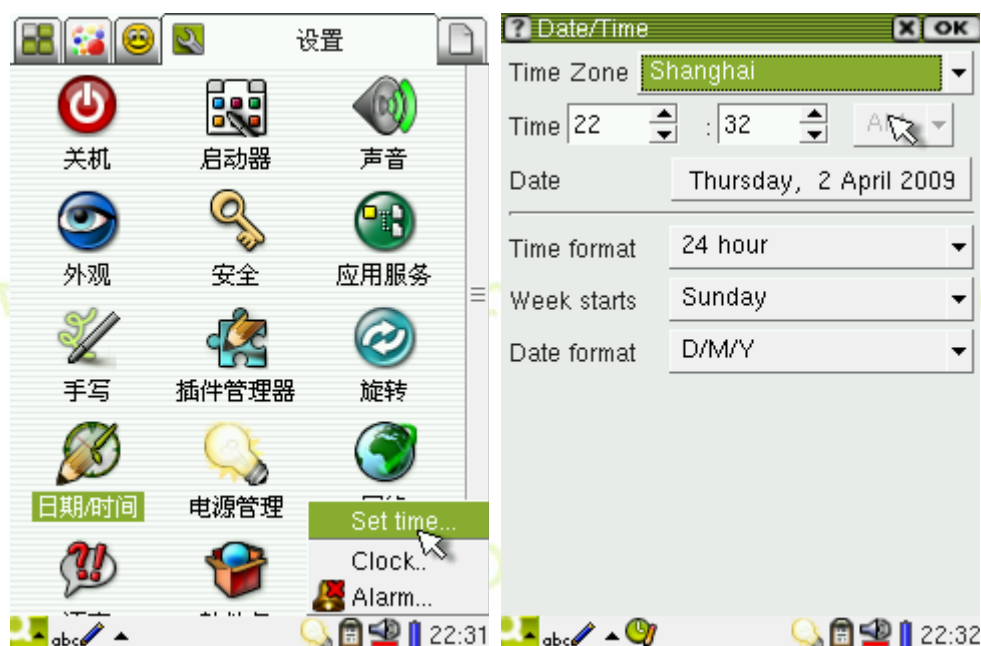 设置
关机 启动器 声音
外观 安全 应用服务
手写 插件管理器 旋转
日期/时间 电源管理
Set time...
Clock..
Alarm...
abc
22:31
? Date/Time X OK
Time Zone Shanghai
Time 22 : 32
Date Thursday, 2 April 2009
Time format 24 hour
Week starts Sunday
Date format D/M/Y
abc
22:32